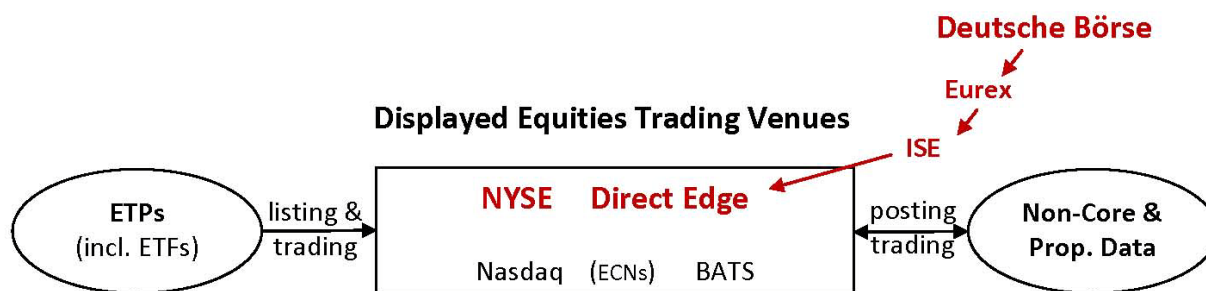 Deutsche Börse
Eurex
Displayed Equities Trading Venues
ISE
ETPs
(incl. ETFs)
listing &
trading
NYSE Direct Edge
Nasdaq (ECNs) BATS
posting
trading
Non-Core &
Prop. Data